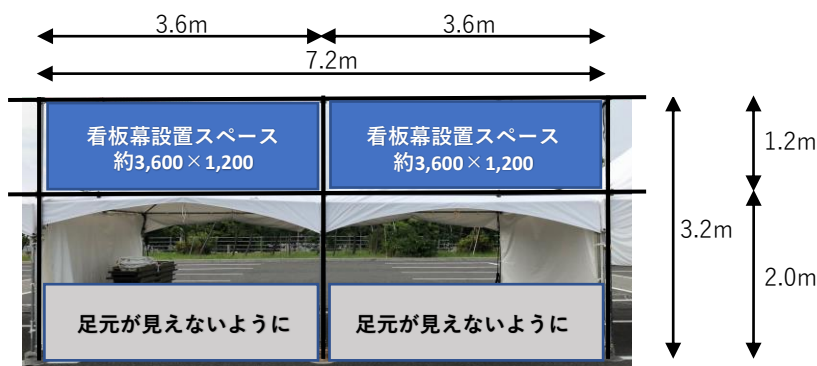 3.6m
3.6m
7.2m
看板幕設置スペース
約3,600×1,200
看板幕設置スペース
約3,600×1,200
1.2m
3.2m
2.0m
足元が見えないように
足元が見えないように